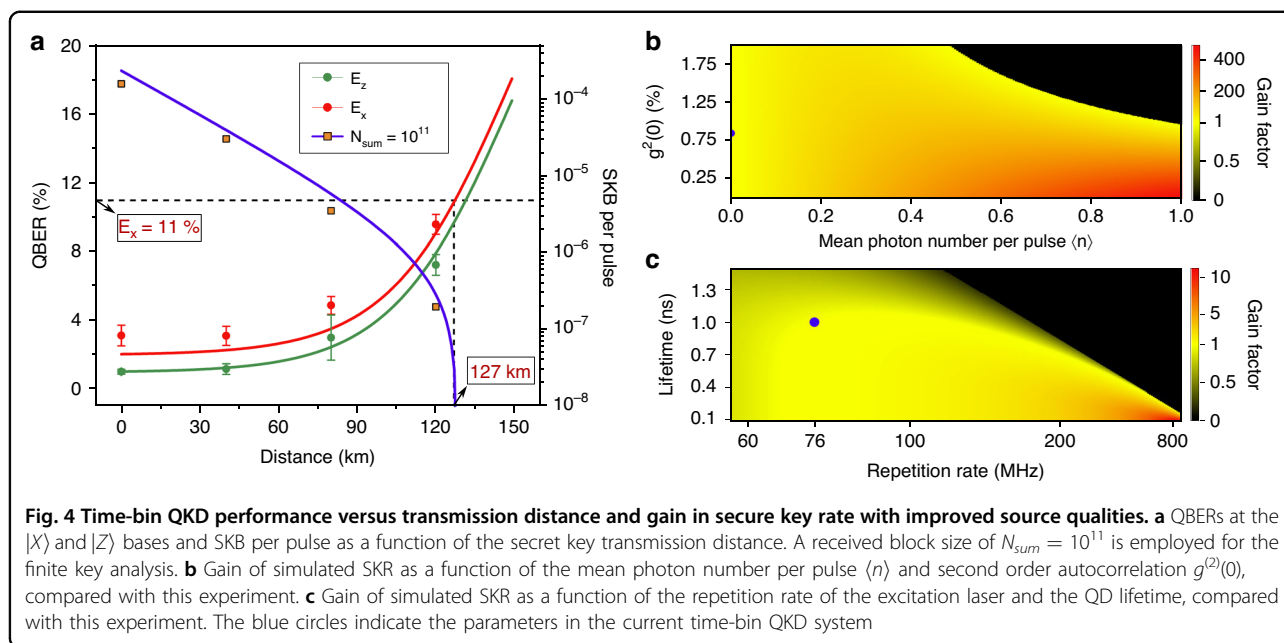 a
20
16
12
8
4
0
QBER (%)
E_z
E_x
N_sum = 10^11
E_x = 11 %
127 km
10^−4
10^−5
10^−6
10^−7
10^−8
SKB per pulse
0 30 60 90 120 150
Distance (km)
b
1.75
1.25
0.75
0.25
g^2(0) (%)
0.0 0.2 0.4 0.6 0.8 1.0
Mean photon number per pulse ⟨n⟩
400
200
1
0.5
0
Gain factor
c
1.3
1.0
0.7
0.4
0.1
Lifetime (ns)
60 76 100 200 800
Repetition rate (MHz)
10
5
1
0.5
0
Gain factor
Fig. 4 Time-bin QKD performance versus transmission distance and gain in secure key rate with improved source qualities. a QBERs at the
|X⟩ and |Z⟩ bases and SKB per pulse as a function of the secret key transmission distance. A received block size of N_sum = 10^11 is employed for the
finite key analysis. b Gain of simulated SKR as a function of the mean photon number per pulse ⟨n⟩ and second order autocorrelation g^(2)(0),
compared with this experiment. c Gain of simulated SKR as a function of the repetition rate of the excitation laser and the QD lifetime, compared
with this experiment. The blue circles indicate the parameters in the current time-bin QKD system